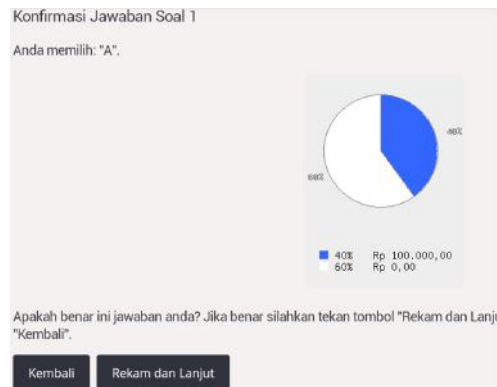 Konfirmasi Jawaban Soal 1
Anda memilih: "A".
40%
60%
40% Rp 100.000,00
60% Rp 0,00
Apakah benar ini jawaban anda? Jika benar silahkan tekan tombol "Rekam dan Lanju
"Kembali".
Kembali Rekam dan Lanjut